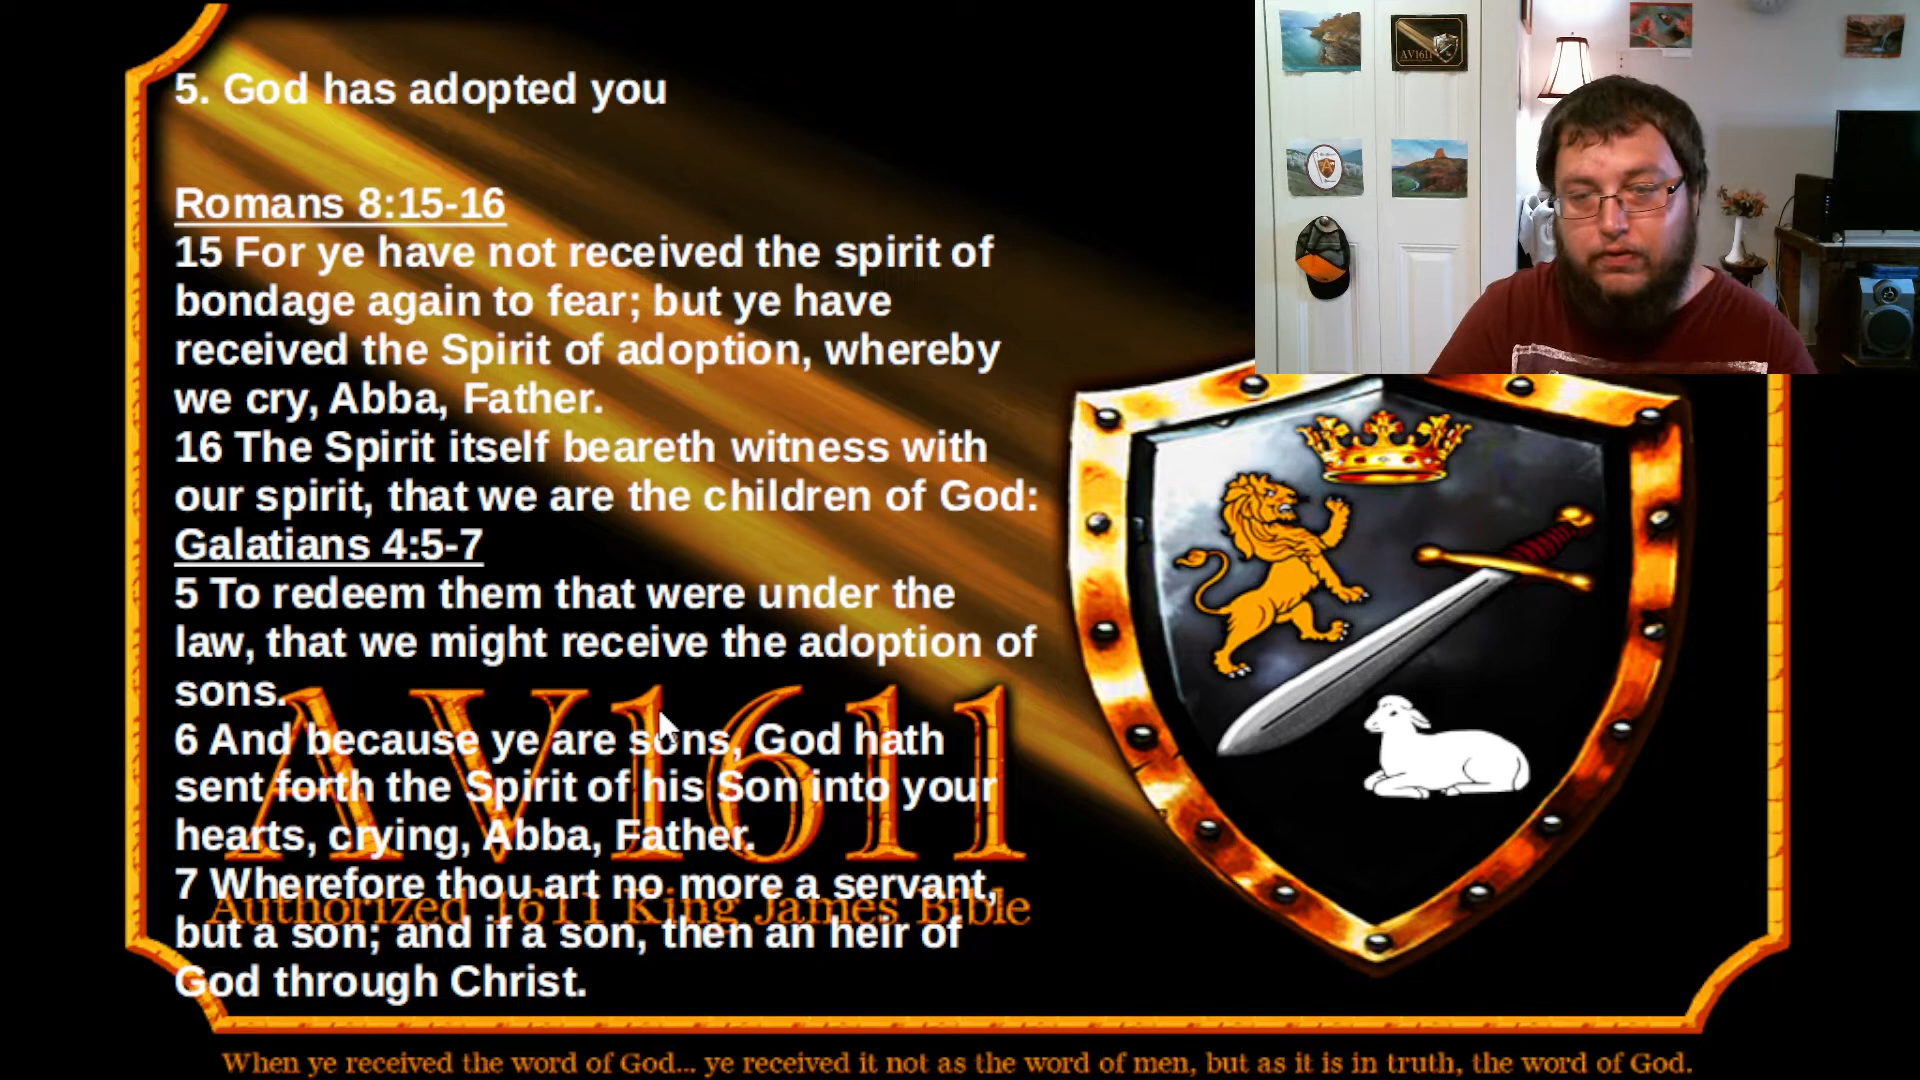 5. God has adopted you
Romans 8:15-16
15 For ye have not received the spirit of
bondage again to fear; but ye have
received the Spirit of adoption, whereby
we cry, Abba, Father.
16 The Spirit itself beareth witness with
our spirit, that we are the children of God:
Galatians 4:5-7
5 To redeem them that were under the
law, that we might receive the adoption of
sons.
6 And because ye are sons, God hath
sent forth the Spirit of his Son into your
hearts, crying, Abba, Father.
7 Wherefore thou art no more a servant,
but a son; and if a son, then an heir of
God through Christ.
AV1611
Authorized 1611 King James Bible
When ye received the word of God... ye received it not as the word of men, but as it is in truth, the word of God.
AV1611